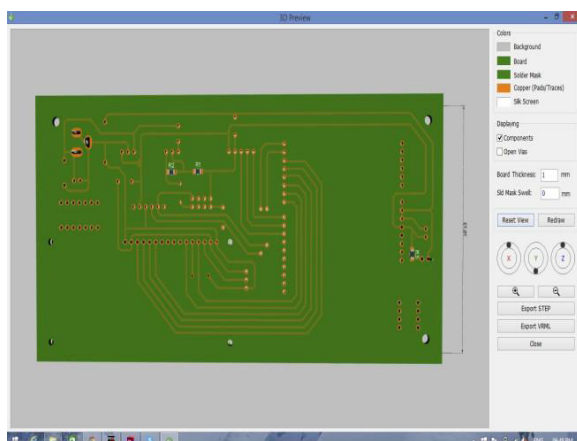 3D Preview
Colors
Background
Board
Solder Mask
Copper (Pads/Traces)
Silk Screen
Displaying
Components
Open Vias
Board Thickness: 1 mm
Sld Mask Swell: 0 mm
Reset View
Redraw
X
Y
Z
Export STEP
Export VRML
Close